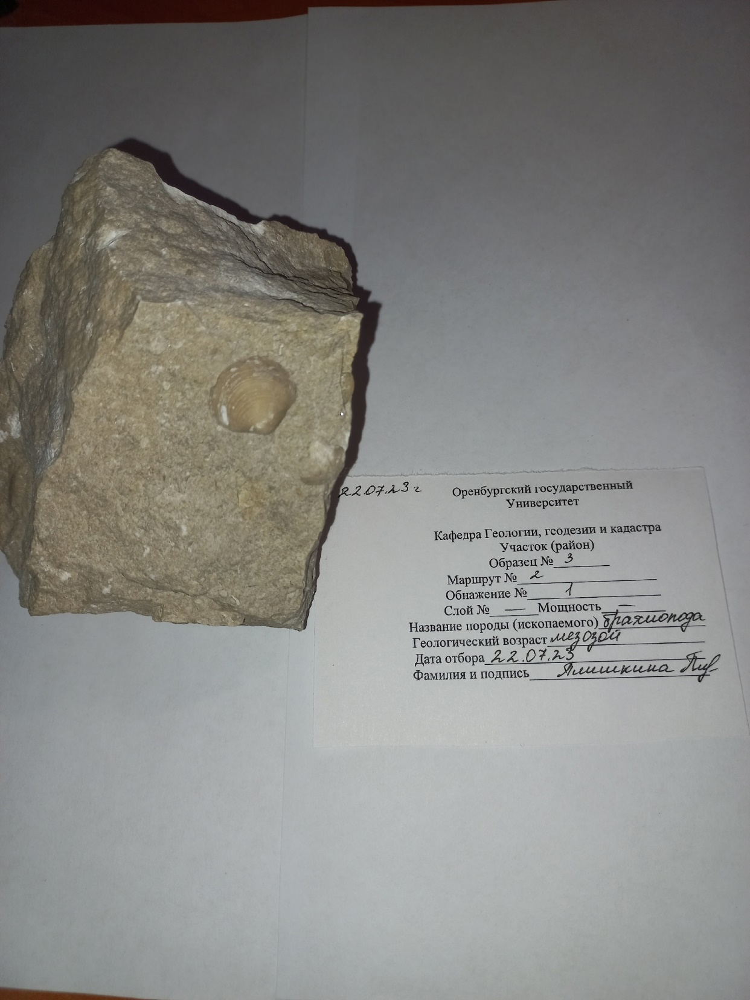 22.07.23 г
Оренбургский государственный
Университет
Кафедра Геологии, геодезии и кадастра
Участок (район)
Образец № 3
Маршрут № 2
Обнажение № 1
Слой № — Мощность —
Название породы (ископаемого) брахиопода
Геологический возраст мезозой
Дата отбора 22.07.23
Фамилия и подпись